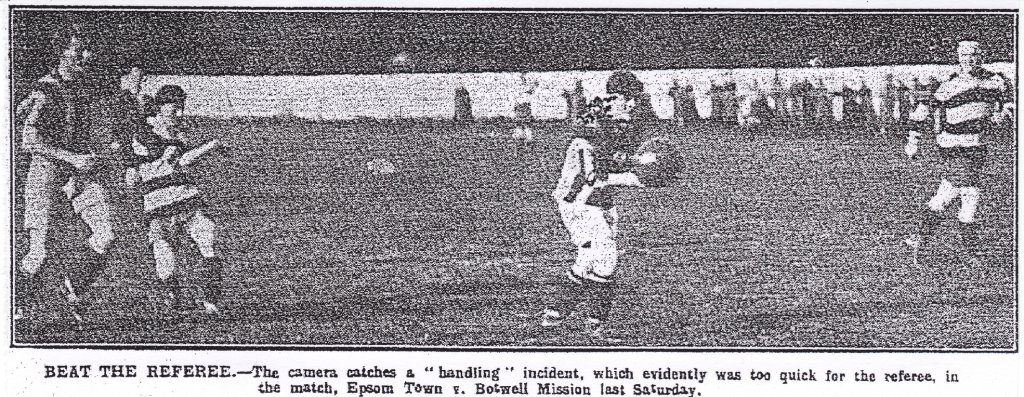 BEAT THE REFEREE.—The camera catches a "handling" incident, which evidently was too quick for the referee, in
the match, Epsom Town v. Botwell Mission last Saturday.